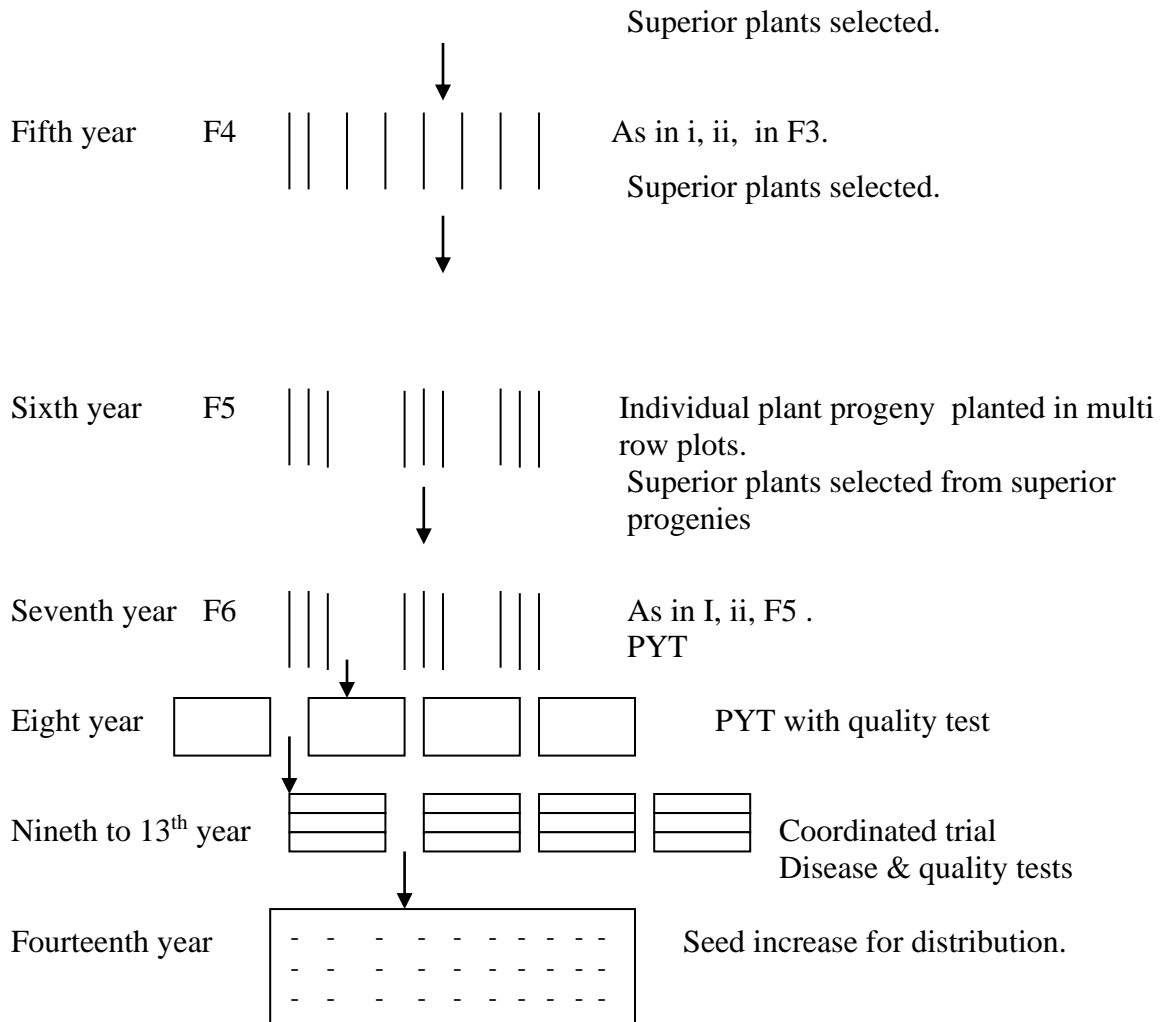 Superior plants selected.
Fifth year F4 As in i, ii, in F3.
Superior plants selected.
Sixth year F5 Individual plant progeny planted in multi
row plots.
Superior plants selected from superior
progenies
Seventh year F6 As in I, ii, F5 .
PYT
Eight year PYT with quality test
Nineth to 13th year Coordinated trial
Disease & quality tests
Fourteenth year - - - - - - - - - - Seed increase for distribution.
- - - - - - - - - -
- - - - - - - - - -